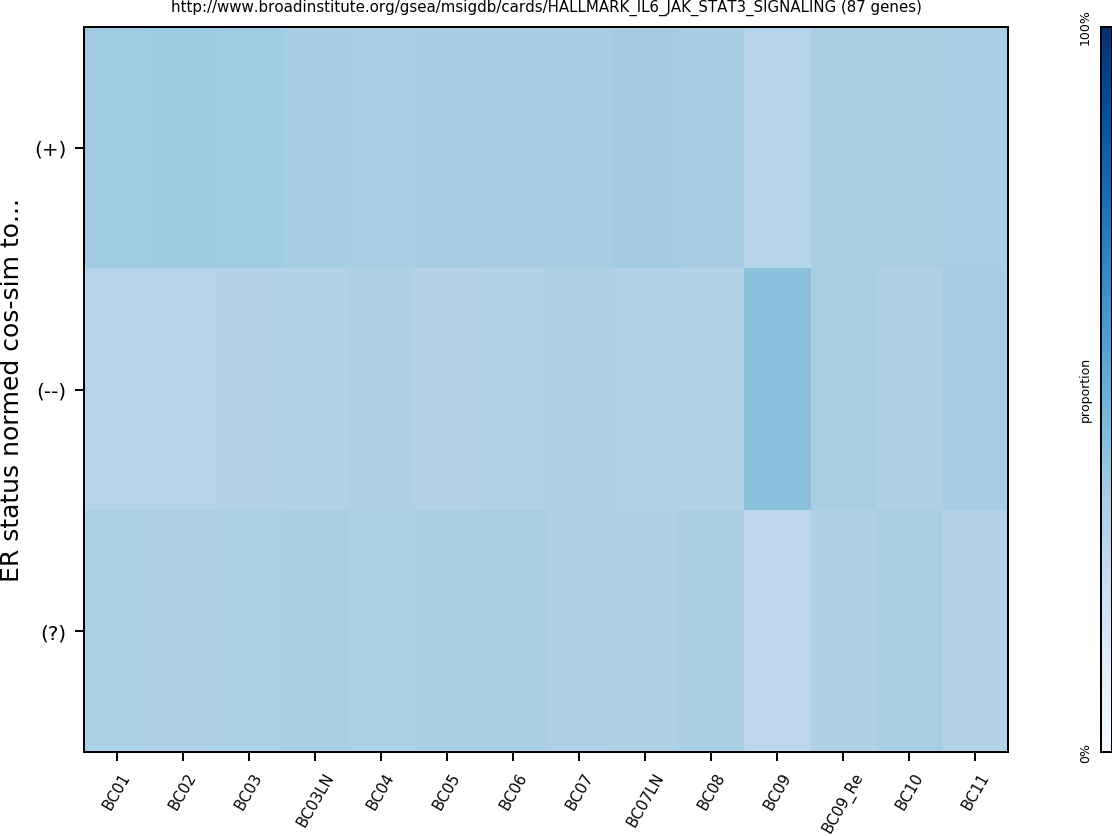 http://www.broadinstitute.org/gsea/msigdb/cards/HALLMARK_IL6_JAK_STAT3_SIGNALING (87 genes)
ER status normed cos-sim to...
(+)
(--)
(?)
BC01
BC02
BC03
BC03LN
BC04
BC05
BC06
BC07
BC07LN
BC08
BC09
BC09_Re
BC10
BC11
100%
proportion
0%